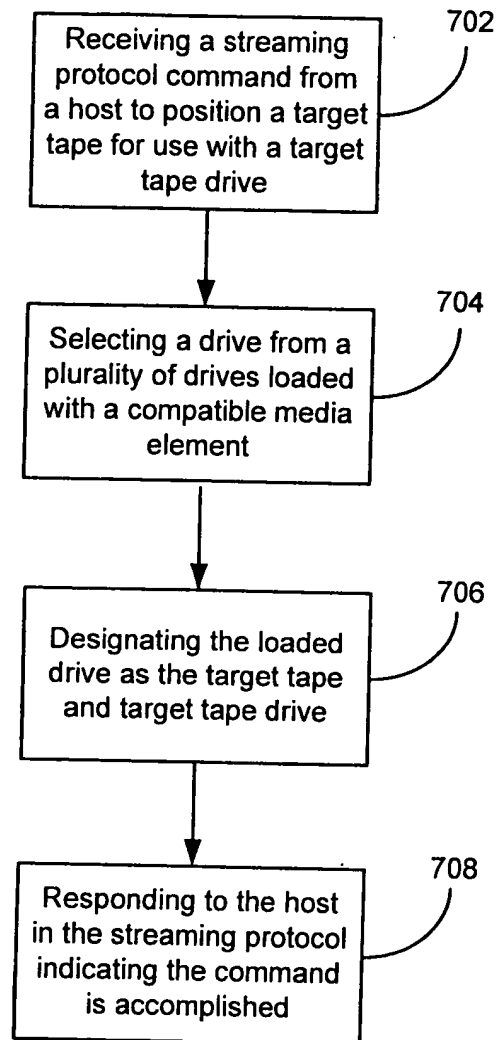 702
Receiving a streaming
protocol command from
a host to position a target
tape for use with a target
tape drive
704
Selecting a drive from a
plurality of drives loaded
with a compatible media
element
706
Designating the loaded
drive as the target tape
and target tape drive
708
Responding to the host
in the streaming protocol
indicating the command
is accomplished